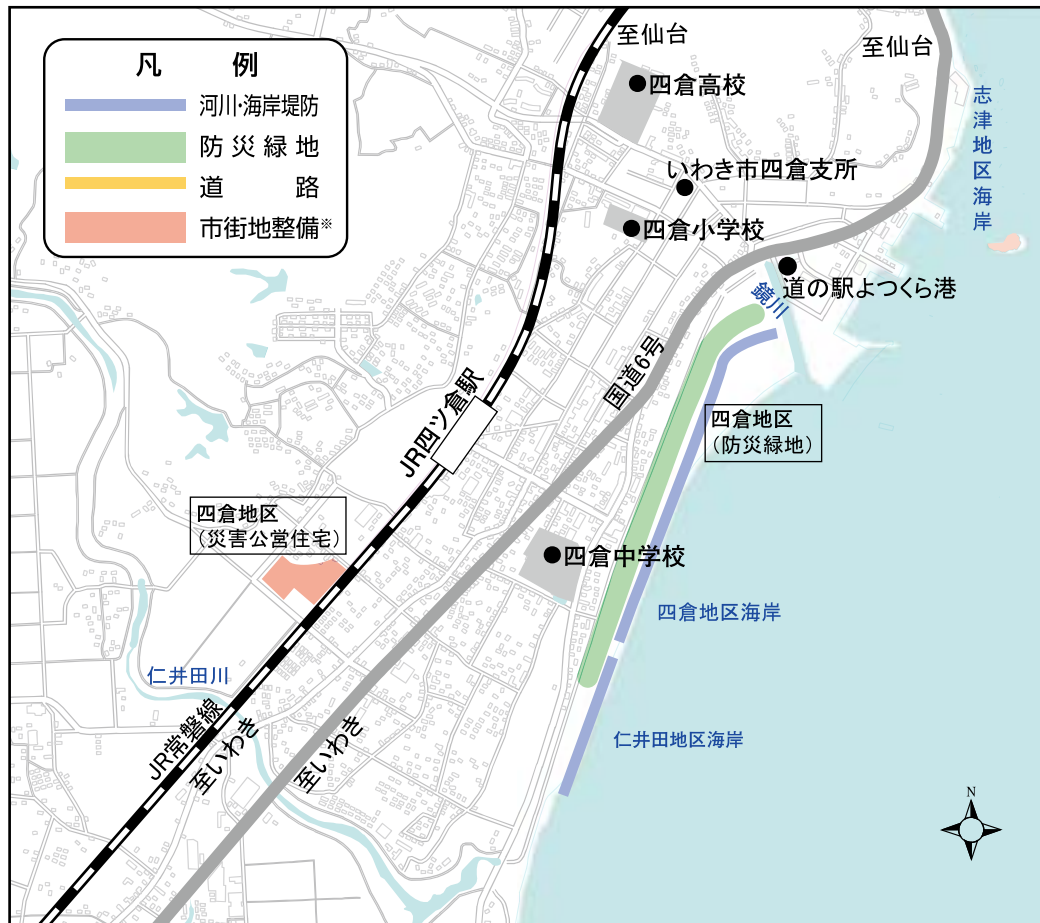 凡 例
河川・海岸堤防
防災緑地
道 路
市街地整備※
至仙台
至仙台
四倉高校
志津地区海岸
いわき市四倉支所
四倉小学校
道の駅よつくら港
鏡川
国道6号
JR四ツ倉駅
四倉地区
（防災緑地）
四倉地区
（災害公営住宅）
四倉中学校
四倉地区海岸
仁井田川
仁井田地区海岸
JR常磐線
至いわき
至いわき
N